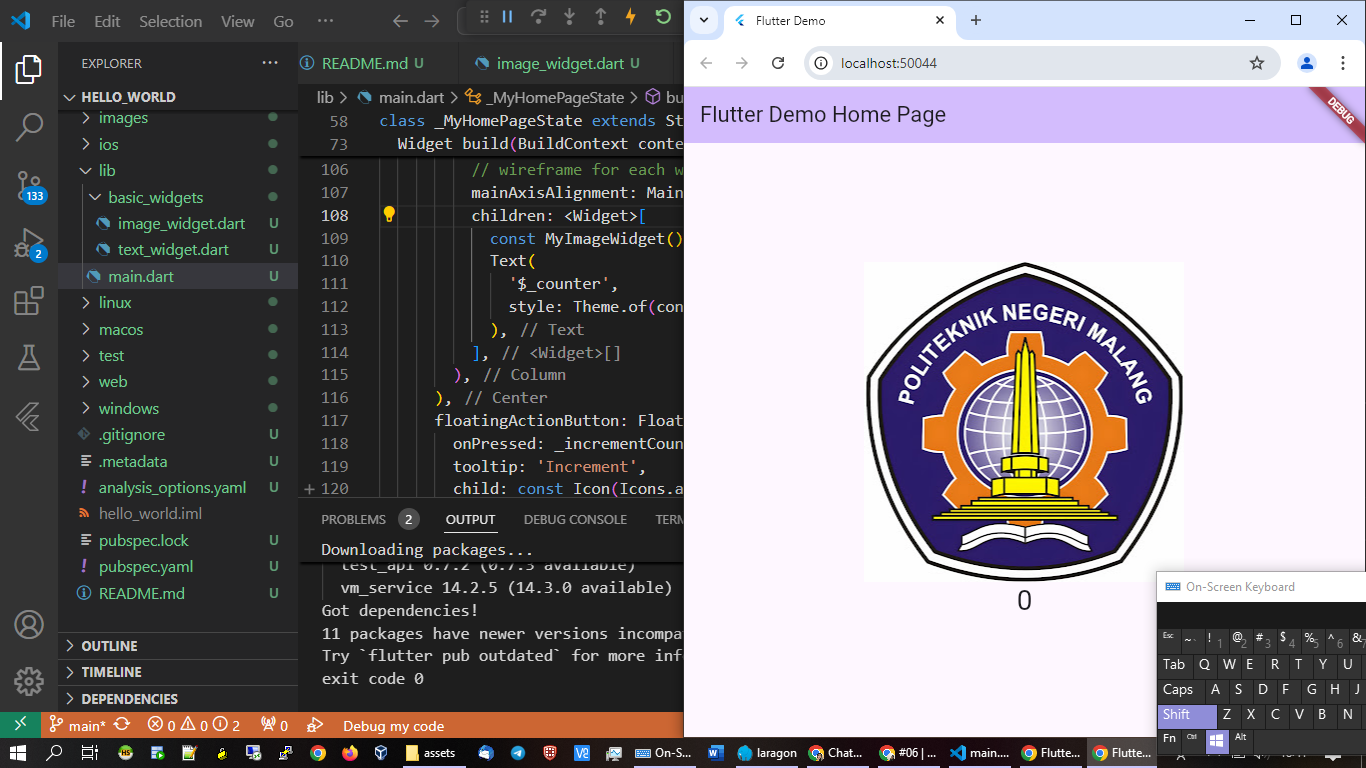 File Edit Selection View Go ···
EXPLORER ···
HELLO_WORLD
images
ios
lib
basic_widgets
image_widget.dart U
text_widget.dart U
main.dart U
linux
macos
test
web
windows
.gitignore U
.metadata U
analysis_options.yaml U
hello_world.iml
pubspec.lock U
pubspec.yaml U
README.md U
OUTLINE
TIMELINE
DEPENDENCIES
133
2
README.md U image_widget.dart U
lib > main.dart > _MyHomePageState > bu
58 class _MyHomePageState extends St
73 Widget build(BuildContext conte
106 // wireframe for each w
107 mainAxisAlignment: Main
108 children: <Widget>[
109 const MyImageWidget()
110 Text(
111 '$_counter',
112 style: Theme.of(con
113 ), // Text
114 ], // <Widget>[]
115 ), // Column
116 ), // Center
117 floatingActionButton: Float
118 onPressed: _incrementCoun
119 tooltip: 'Increment',
120 child: const Icon(Icons.a
PROBLEMS 2 OUTPUT DEBUG CONSOLE TERM
Downloading packages...
test_api 0.7.2 (0.7.3 available)
vm_service 14.2.5 (14.3.0 available)
Got dependencies!
11 packages have newer versions incompa
Try `flutter pub outdated` for more inf
exit code 0
main* 0 0 2 0 Debug my code
Flutter Demo
localhost:50044
Flutter Demo Home Page
DEBUG
POLITEKNIK NEGERI MALANG
0
On-Screen Keyboard
Esc ~ ` ! 1 @ 2 # 3 $ 4 % 5 ^ 6 & 7
Tab Q W E R T Y U
Caps A S D F G H J
Shift Z X C V B N
Fn Ctrl Alt
assets On-S... laragon Chat... #06 | ... main.... Flutte... Flutte...